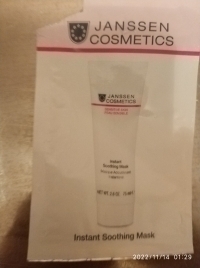 JANSSEN
COSMETICS
JANSSEN
COSMETICS
Instant
Soothing Mask
Instant Soothing Mask
2022/11/14 01:29